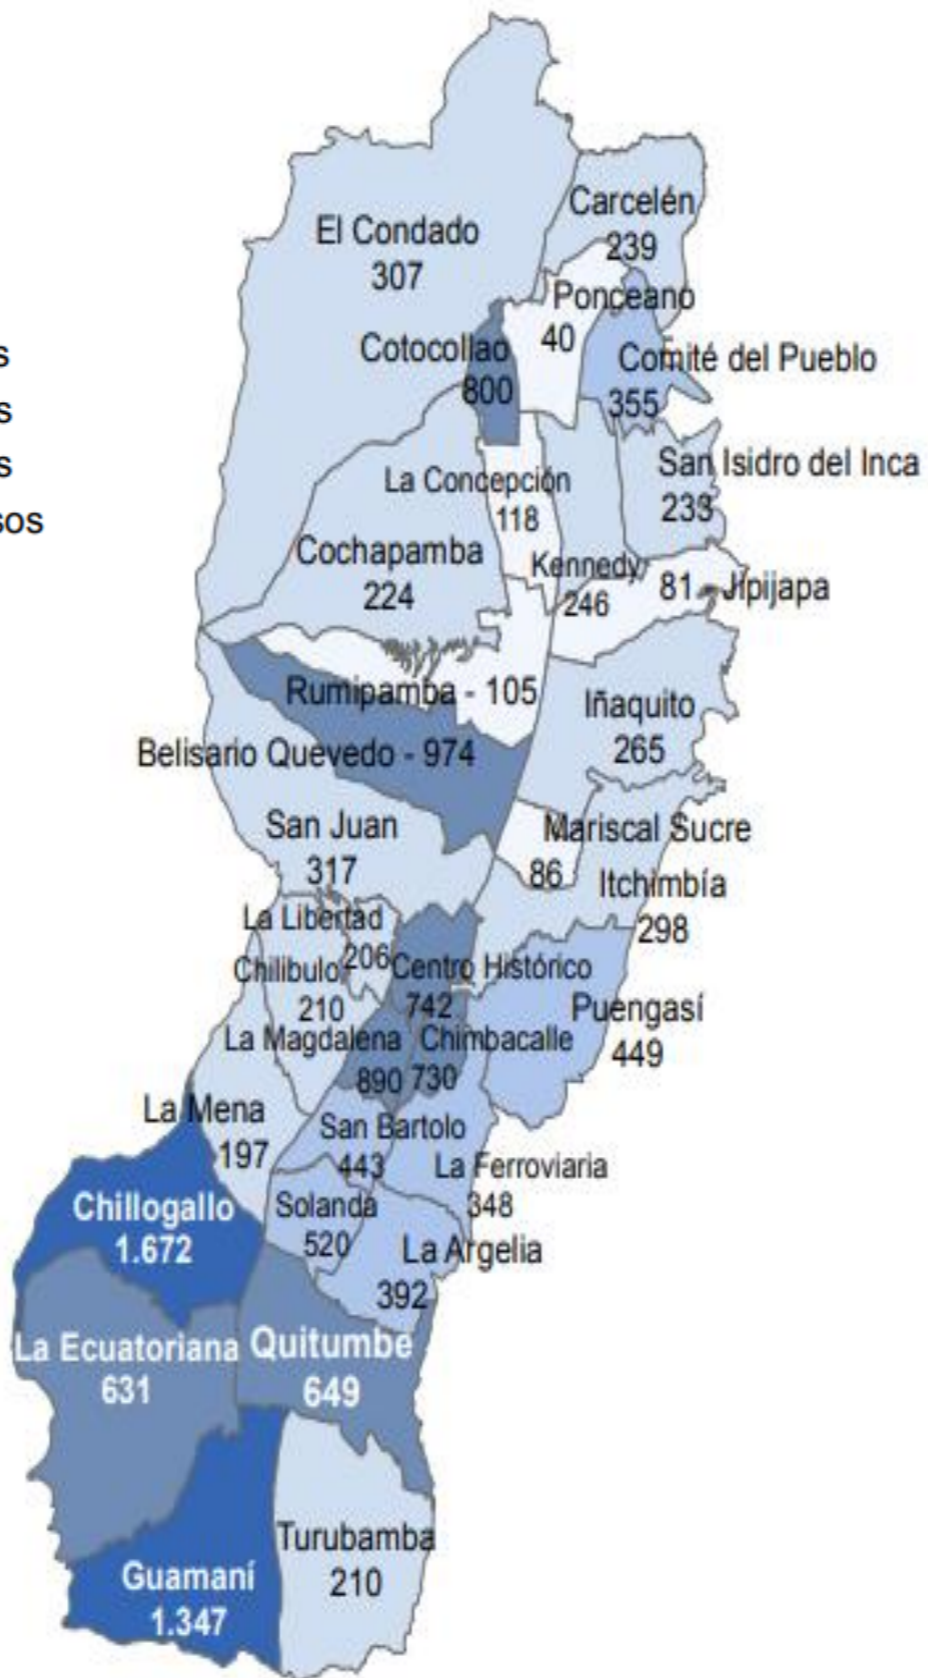 El Condado
307
Carcelén
239
Ponceano
40
Cotocollao
800
Comité del Pueblo
355
s
s
s
sos
La Concepción
118
San Isidro del Inca
233
Cochapamba
224
Kennedy
246
81 - Jipijapa
Rumipamba - 105
Iñaquito
265
Belisario Quevedo - 974
San Juan
317
Mariscal Sucre
86
Itchimbía
298
La Libertad
206
Chilibulo
210
Centro Histórico
742
Puengasí
449
La Magdalena
890
Chimbacalle
730
La Mena
197
San Bartolo
443
La Ferroviaria
348
Chillogallo
1.672
Solanda
520
La Argelia
392
La Ecuatoriana
631
Quitumbe
649
Turubamba
210
Guamaní
1.347